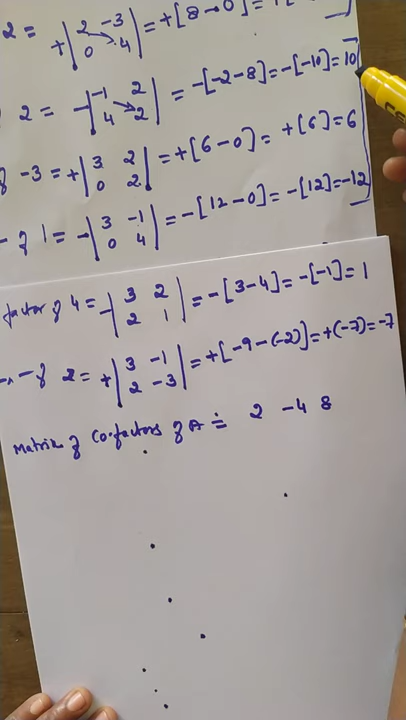 2 = +|2 -3 / 0 4| = +[8-0] =
2 = -|-1 2 / 4 2| = -[-2-8] = -[-10] = 10
-3 = +|3 2 / 0 2| = +[6-0] = +[6] = 6
1 = -|3 -1 / 0 4| = -[12-0] = -[12] = -12
factor of 4 = -|3 2 / 2 1| = -[3-4] = -[-1] = 1
2 = +|3 -1 / 2 -3| = +[-9-(-2)] = +(-7) = -7
Matrix of Co-factors of A = 2 -4 8